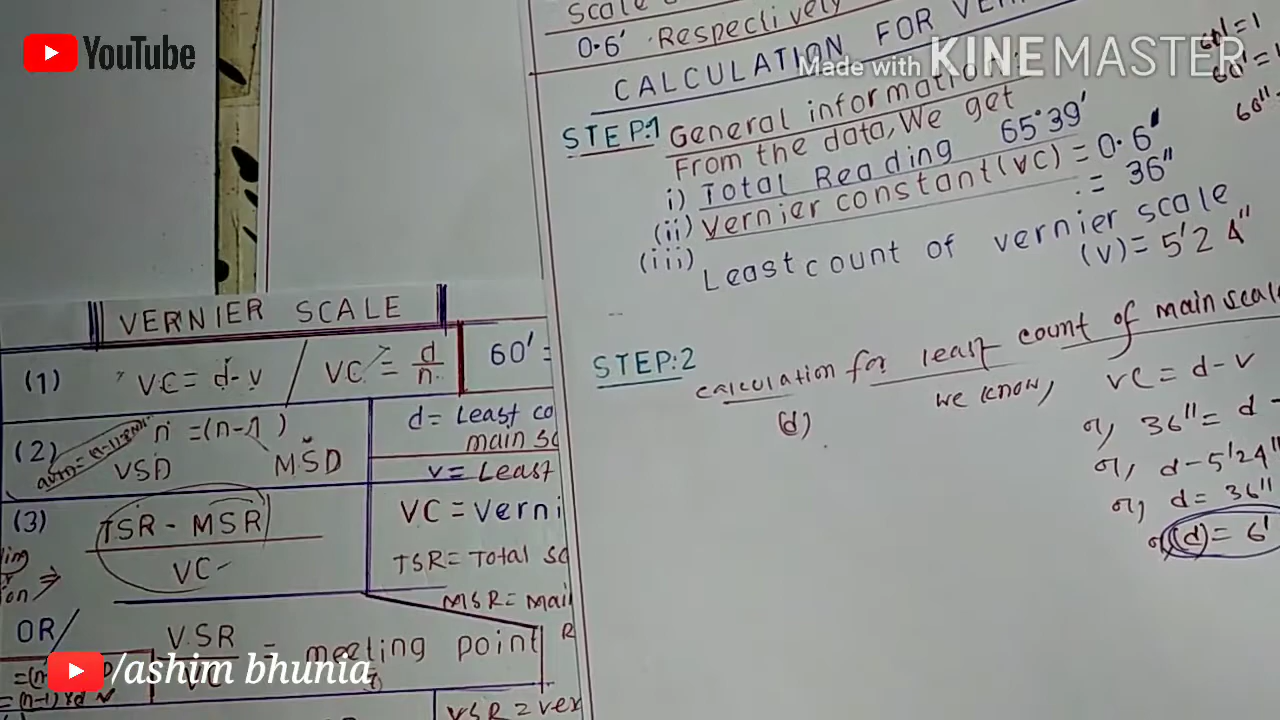 YouTube
Made with KINEMASTER
VERNIER SCALE
(1) VC = d-v / VC = d/n
60' =
(2) n = (n-1)
VSD MSD
d = Least co
main sc
v = Least
(3) TSR - MSR
VC
VC = Verni
TSR = Total sc
MSR = Mai
OR/ V.SR
VC = meeting point
VSR = ver
/ashim bhunia
Scale
0.6' Respectively
CALCULATION FOR VE
60' = 1
60"
STEP:1 General information:
From the data, We get
i) Total Reading 65°39'
(ii) Vernier constant (VC) = 0.6'
= 36"
(iii) Least count of vernier scale
(v) = 5'24"
STEP:2 calculation for least count of main scale
(d)
we know, VC = d - v
or, 36" = d -
or, d - 5'24"
or, d = 36"
(d) = 6'